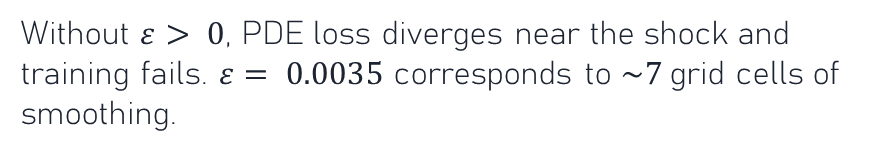 Without ε > 0, PDE loss diverges near the shock and
training fails. ε = 0.0035 corresponds to ~7 grid cells of
smoothing.